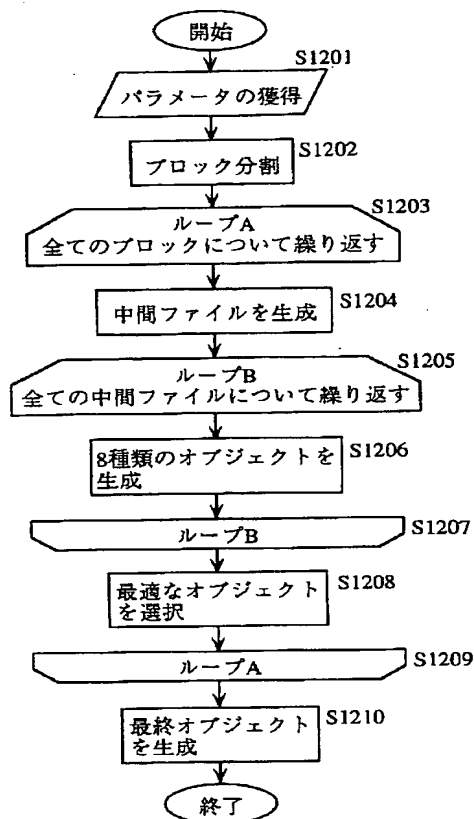 開始
S1201
パラメータの獲得
S1202
ブロック分割
S1203
ループA
全てのブロックについて繰り返す
S1204
中間ファイルを生成
S1205
ループB
全ての中間ファイルについて繰り返す
S1206
8種類のオブジェクトを
生成
S1207
ループB
S1208
最適なオブジェクト
を選択
S1209
ループA
S1210
最終オブジェクト
を生成
終了